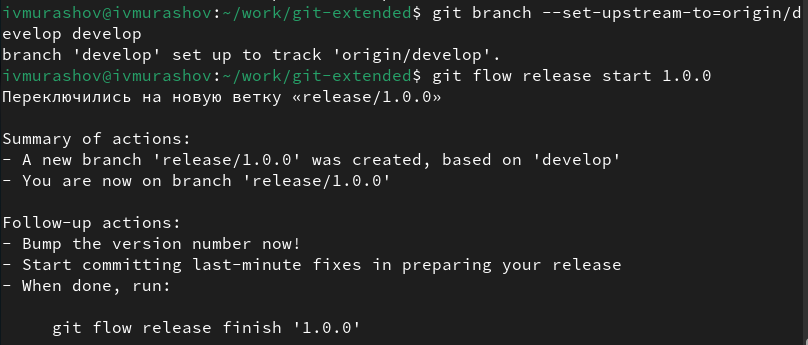 ivmurashov@ivmurashov:~/work/git-extended$ git branch --set-upstream-to=origin/d
evelop develop
branch 'develop' set up to track 'origin/develop'.
ivmurashov@ivmurashov:~/work/git-extended$ git flow release start 1.0.0
Переключились на новую ветку «release/1.0.0»
Summary of actions:
- A new branch 'release/1.0.0' was created, based on 'develop'
- You are now on branch 'release/1.0.0'
Follow-up actions:
- Bump the version number now!
- Start committing last-minute fixes in preparing your release
- When done, run:
git flow release finish '1.0.0'